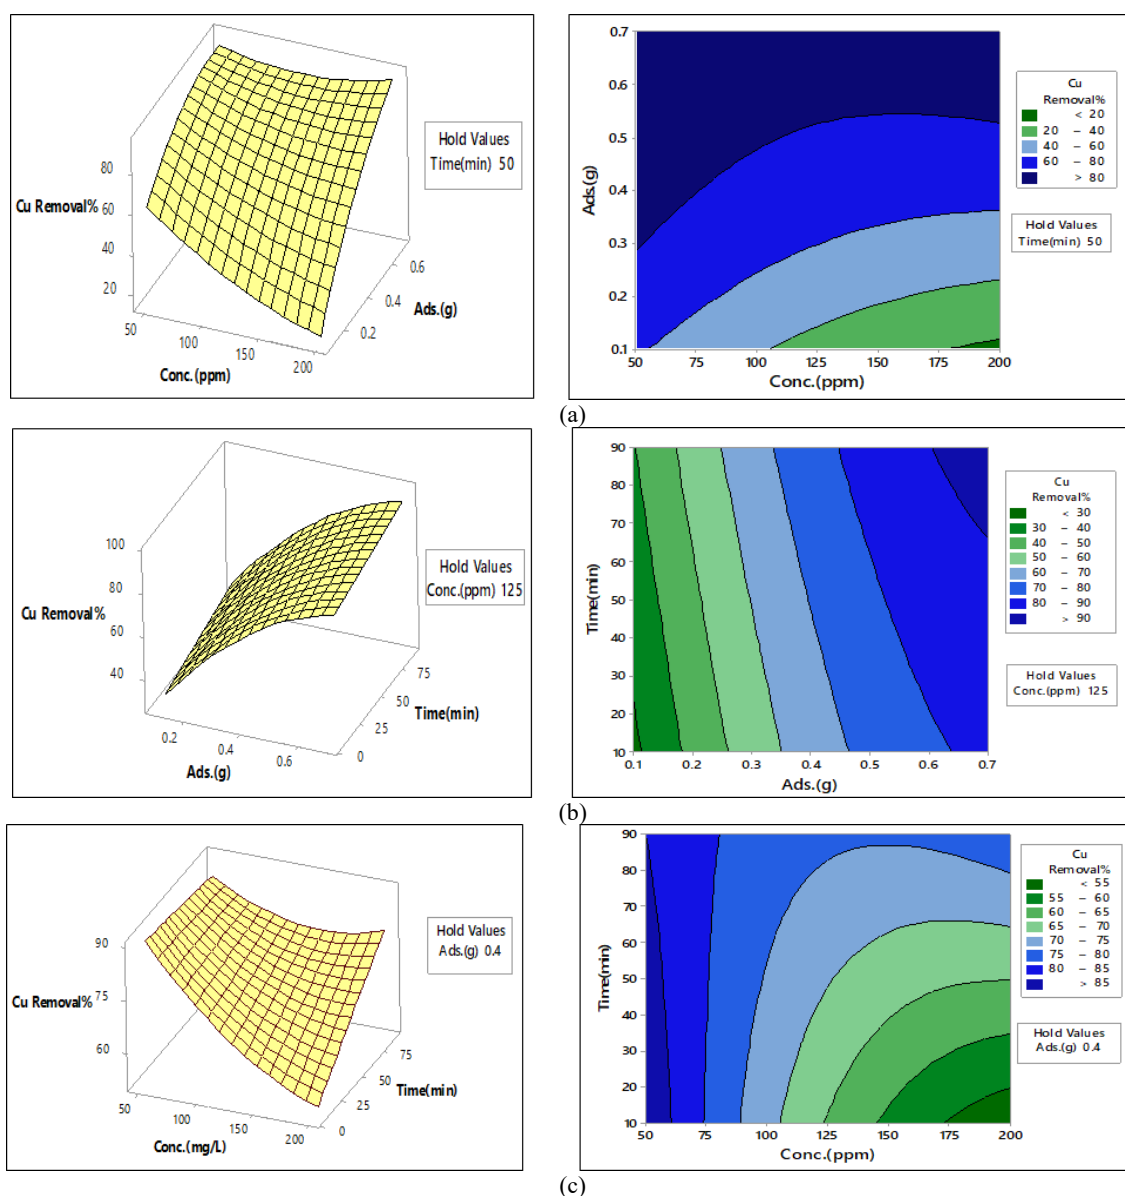 80
60
Cu Removal%
40
20
50
100
150
200
Conc.(ppm)
0.2
0.4
0.6
Ads.(g)
Hold Values
Time(min) 50
0.7
0.6
0.5
0.4
0.3
0.2
0.1
Ads.(g)
50 75 100 125 150 175 200
Conc.(ppm)
Cu
Removal%
< 20
20 – 40
40 – 60
60 – 80
> 80
Hold Values
Time(min) 50
(a)
100
80
Cu Removal%
60
40
0.2
0.4
0.6
Ads.(g)
0
25
50
75
Time(min)
Hold Values
Conc.(ppm) 125
90
80
70
60
50
40
30
20
10
Time(min)
0.1 0.2 0.3 0.4 0.5 0.6 0.7
Ads.(g)
Cu
Removal%
< 30
30 – 40
40 – 50
50 – 60
60 – 70
70 – 80
80 – 90
> 90
Hold Values
Conc.(ppm) 125
(b)
90
Cu Removal%
75
60
50
100
150
200
Conc.(mg/L)
0
25
50
75
Time(min)
Hold Values
Ads.(g) 0.4
90
80
70
60
50
40
30
20
10
Time(min)
50 75 100 125 150 175 200
Conc.(ppm)
Cu
Removal%
< 55
55 – 60
60 – 65
65 – 70
70 – 75
75 – 80
80 – 85
> 85
Hold Values
Ads.(g) 0.4
(c)